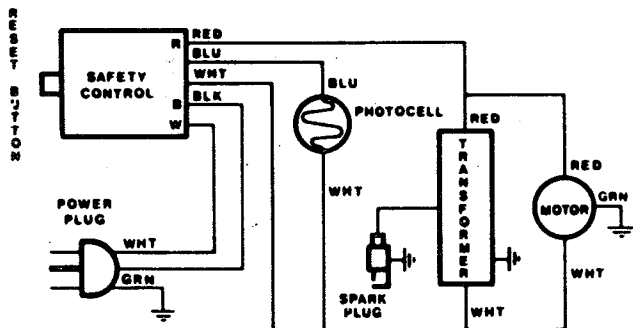 RESET BUTTON
SAFETY
CONTROL
R
B
W
RED
BLU
WHT
BLK
BLU
PHOTOCELL
WHT
RED
TRANSFORMER
RED
MOTOR
GRN
WHT
WHT
POWER
PLUG
WHT
GRN
SPARK
PLUG